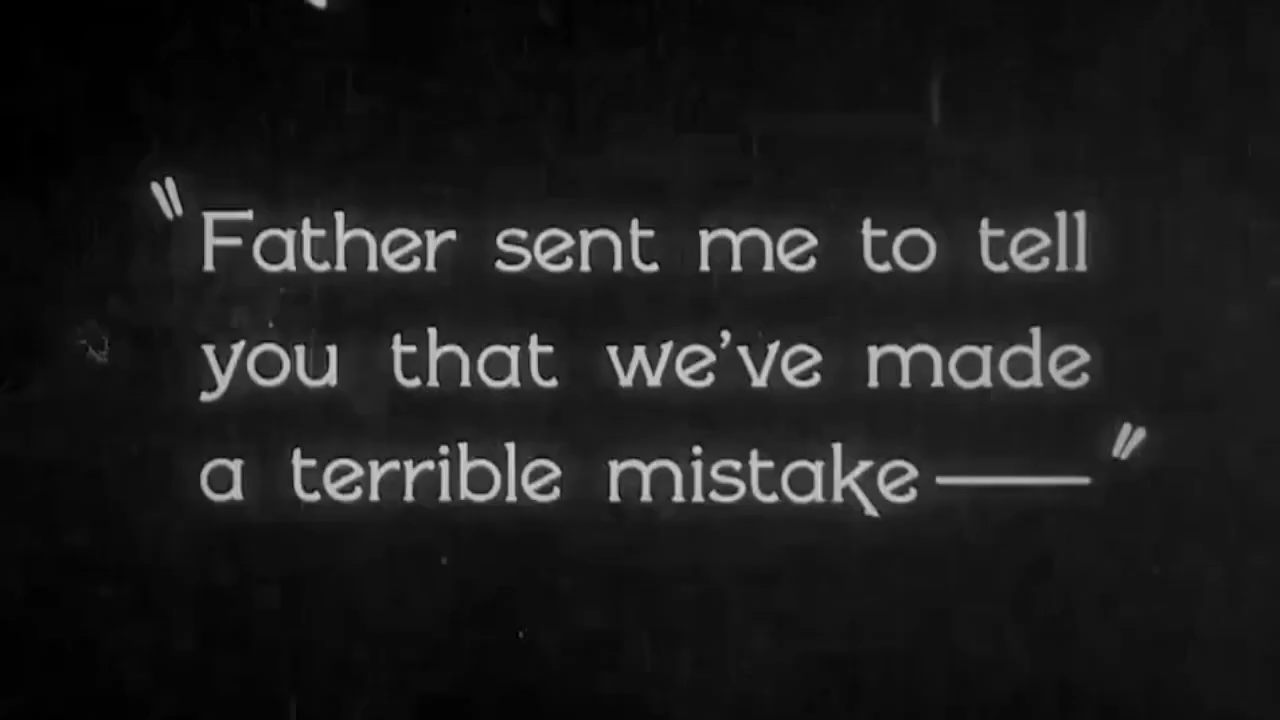 "Father sent me to tell
you that we've made
a terrible mistake——"